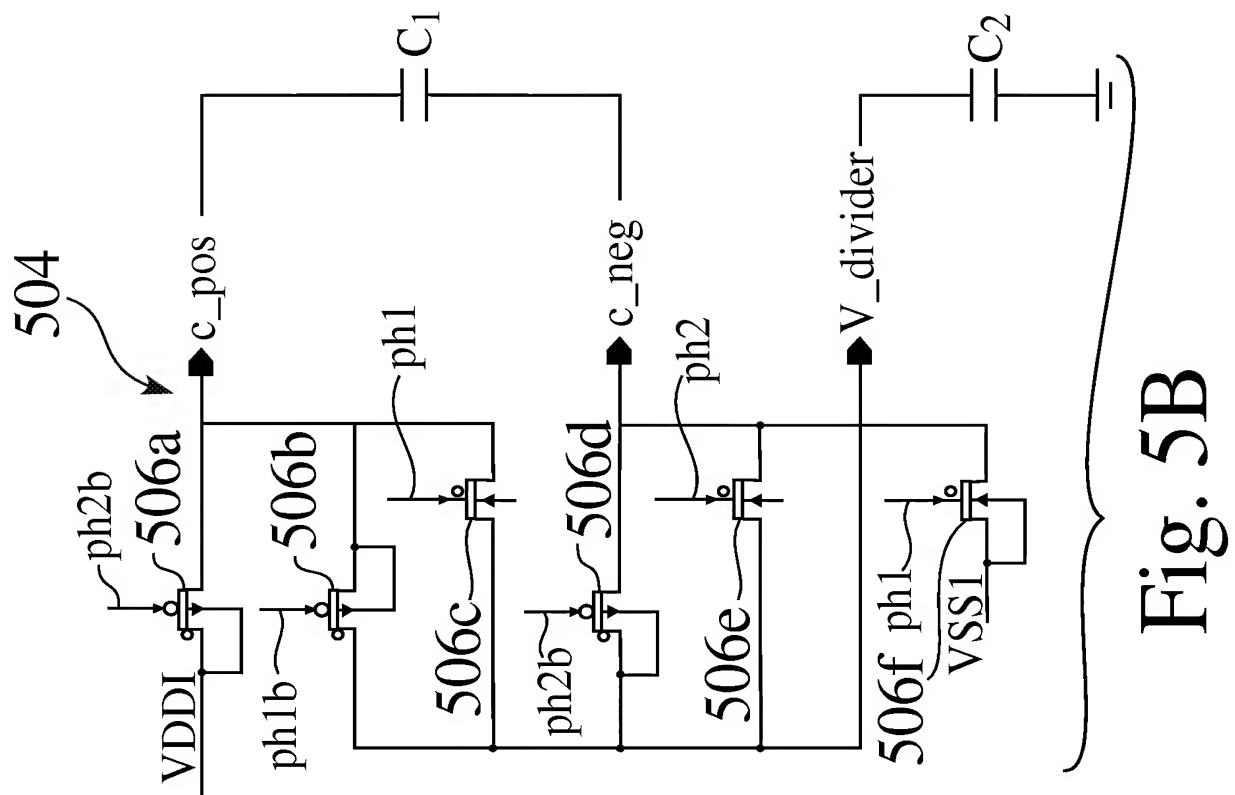 504
VDDI
ph2b
506a
c_pos
C1
ph1b
506b
ph1
506c
ph2b
506d
c_neg
ph2
506e
V_divider
C2
506f
ph1
VSS1
Fig. 5B